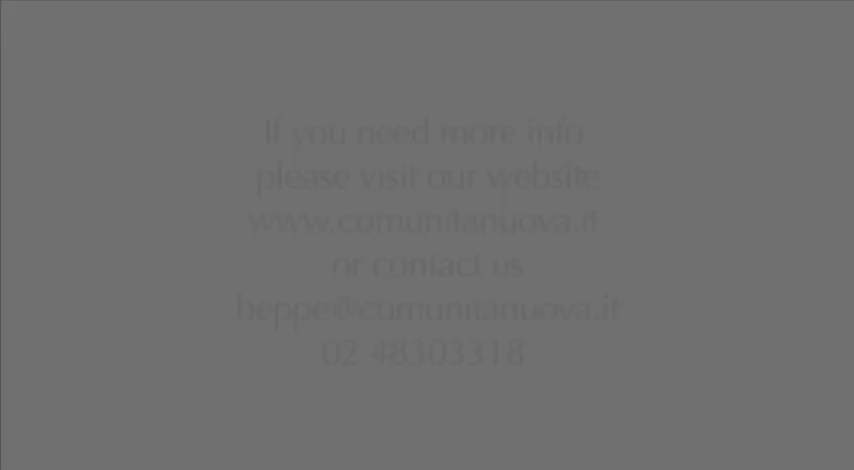 If you need more info
please visit our website
www.comunitanuova.it
or contact us
beppe@comunitanuova.it
02 48303318